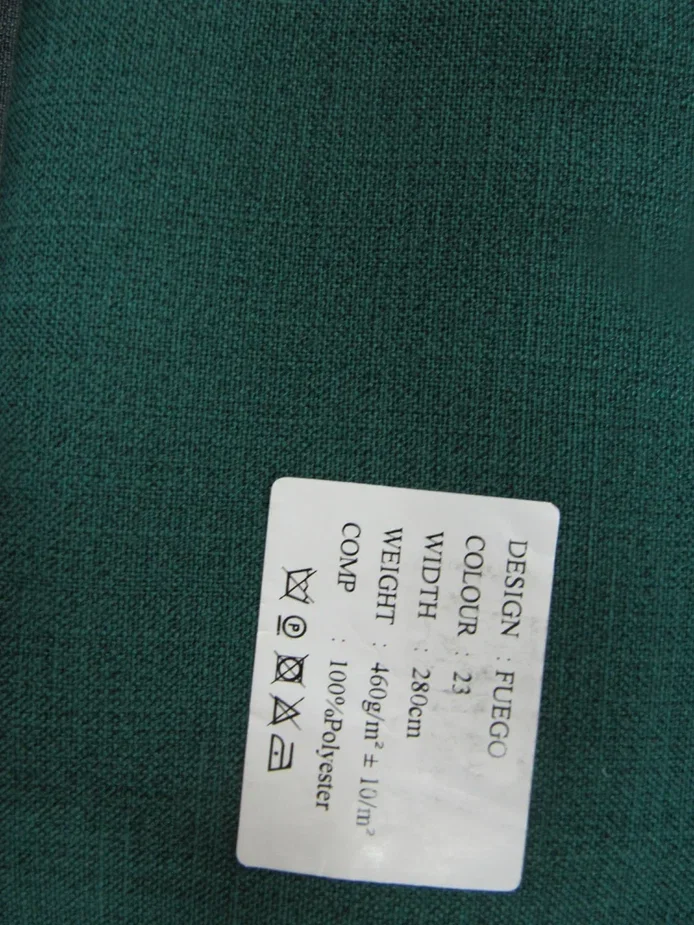 DESIGN : FUEGO
COLOUR : 23
WIDTH : 280cm
WEIGHT : 460g/m² ± 10/m²
COMP : 100%Polyester
P